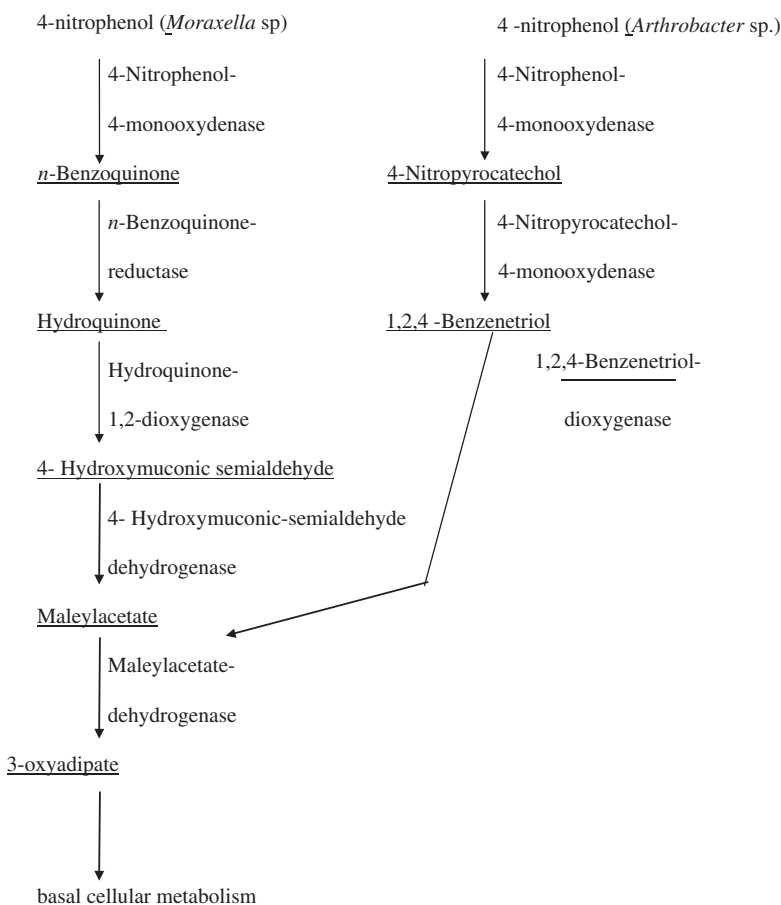 4-nitrophenol (Moraxella sp)
4-Nitrophenol-
4-monooxydenase
n-Benzoquinone
n-Benzoquinone-
reductase
Hydroquinone
Hydroquinone-
1,2-dioxygenase
4- Hydroxymuconic semialdehyde
4- Hydroxymuconic-semialdehyde
dehydrogenase
Maleylacetate
Maleylacetate-
dehydrogenase
3-oxyadipate
basal cellular metabolism
4 -nitrophenol (Arthrobacter sp.)
4-Nitrophenol-
4-monooxydenase
4-Nitropyrocatechol
4-Nitropyrocatechol-
4-monooxydenase
1,2,4 -Benzenetriol
1,2,4-Benzenetriol-
dioxygenase